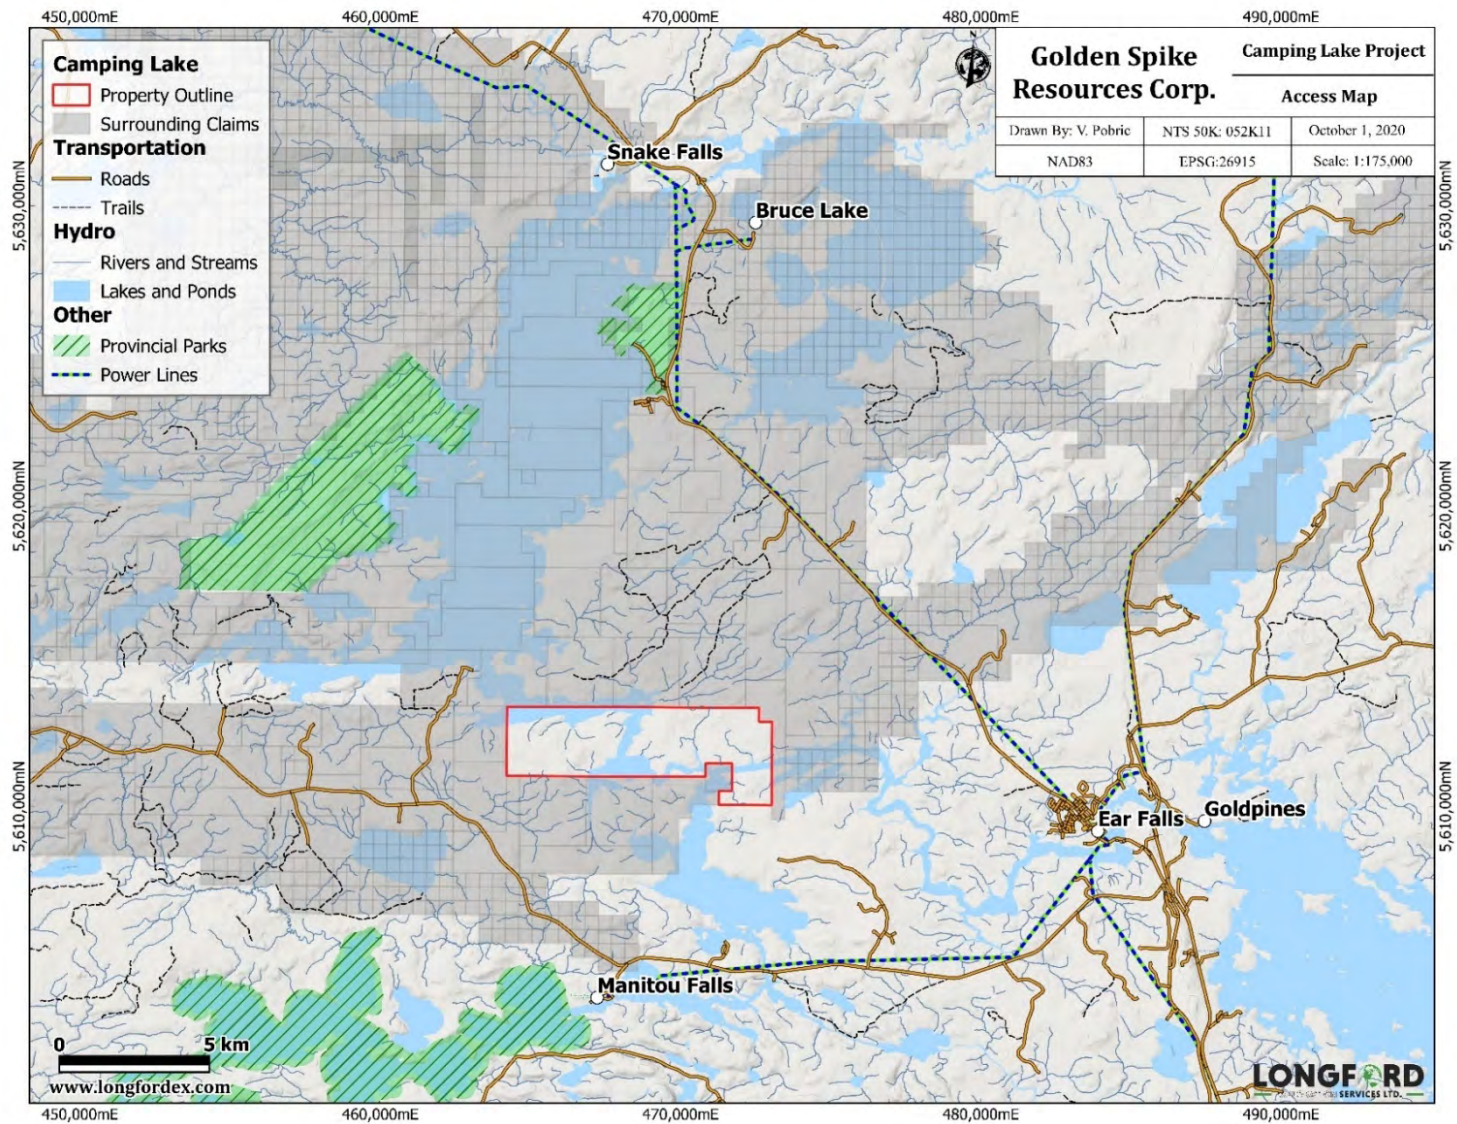 450,000mE
460,000mE
470,000mE
480,000mE
490,000mE
Camping Lake
Property Outline
Surrounding Claims
Transportation
Roads
Trails
Hydro
Rivers and Streams
Lakes and Ponds
Other
Provincial Parks
Power Lines
N
Golden Spike
Resources Corp.
Camping Lake Project
Access Map
Drawn By: V. Pobric
NTS 50K: 052K11
October 1, 2020
NAD83
EPSG:26915
Scale: 1:175,000
Snake Falls
Bruce Lake
5,630,000mN
5,630,000mN
5,620,000mN
5,620,000mN
5,610,000mN
5,610,000mN
Ear Falls
Goldpines
Manitou Falls
0 5 km
www.longfordex.com
LONGFORD
SERVICES LTD.
450,000mE
460,000mE
470,000mE
480,000mE
490,000mE